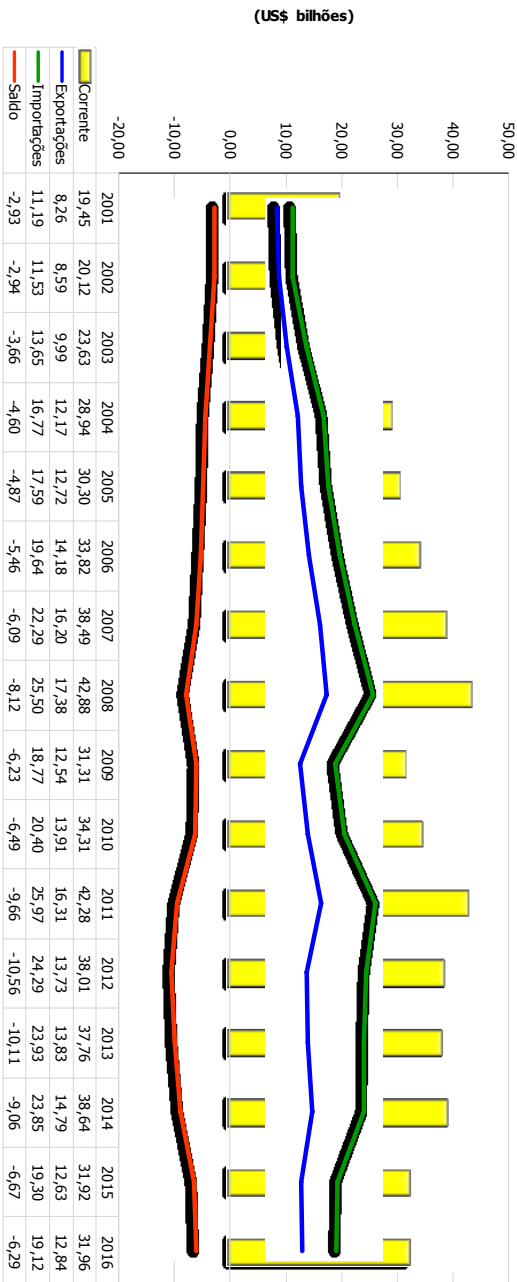 (US$ bilhões)
50,00
40,00
30,00
20,00
10,00
0,00
-10,00
-20,00
2001 2002 2003 2004 2005 2006 2007 2008 2009 2010 2011 2012 2013 2014 2015 2016
Corrente 19,45 20,12 23,63 28,94 30,30 33,82 38,49 42,88 31,31 34,31 42,28 38,01 37,76 38,64 31,92 31,96
Exportações 8,26 8,59 9,99 12,17 12,72 14,18 16,20 17,38 12,54 13,91 16,31 13,73 13,83 14,79 12,63 12,84
Importações 11,19 11,53 13,65 16,77 17,59 19,64 22,29 25,50 18,77 20,40 25,97 24,29 23,93 23,85 19,30 19,12
Saldo -2,93 -2,94 -3,66 -4,60 -4,87 -5,46 -6,09 -8,12 -6,23 -6,49 -9,66 -10,56 -10,11 -9,06 -6,67 -6,29